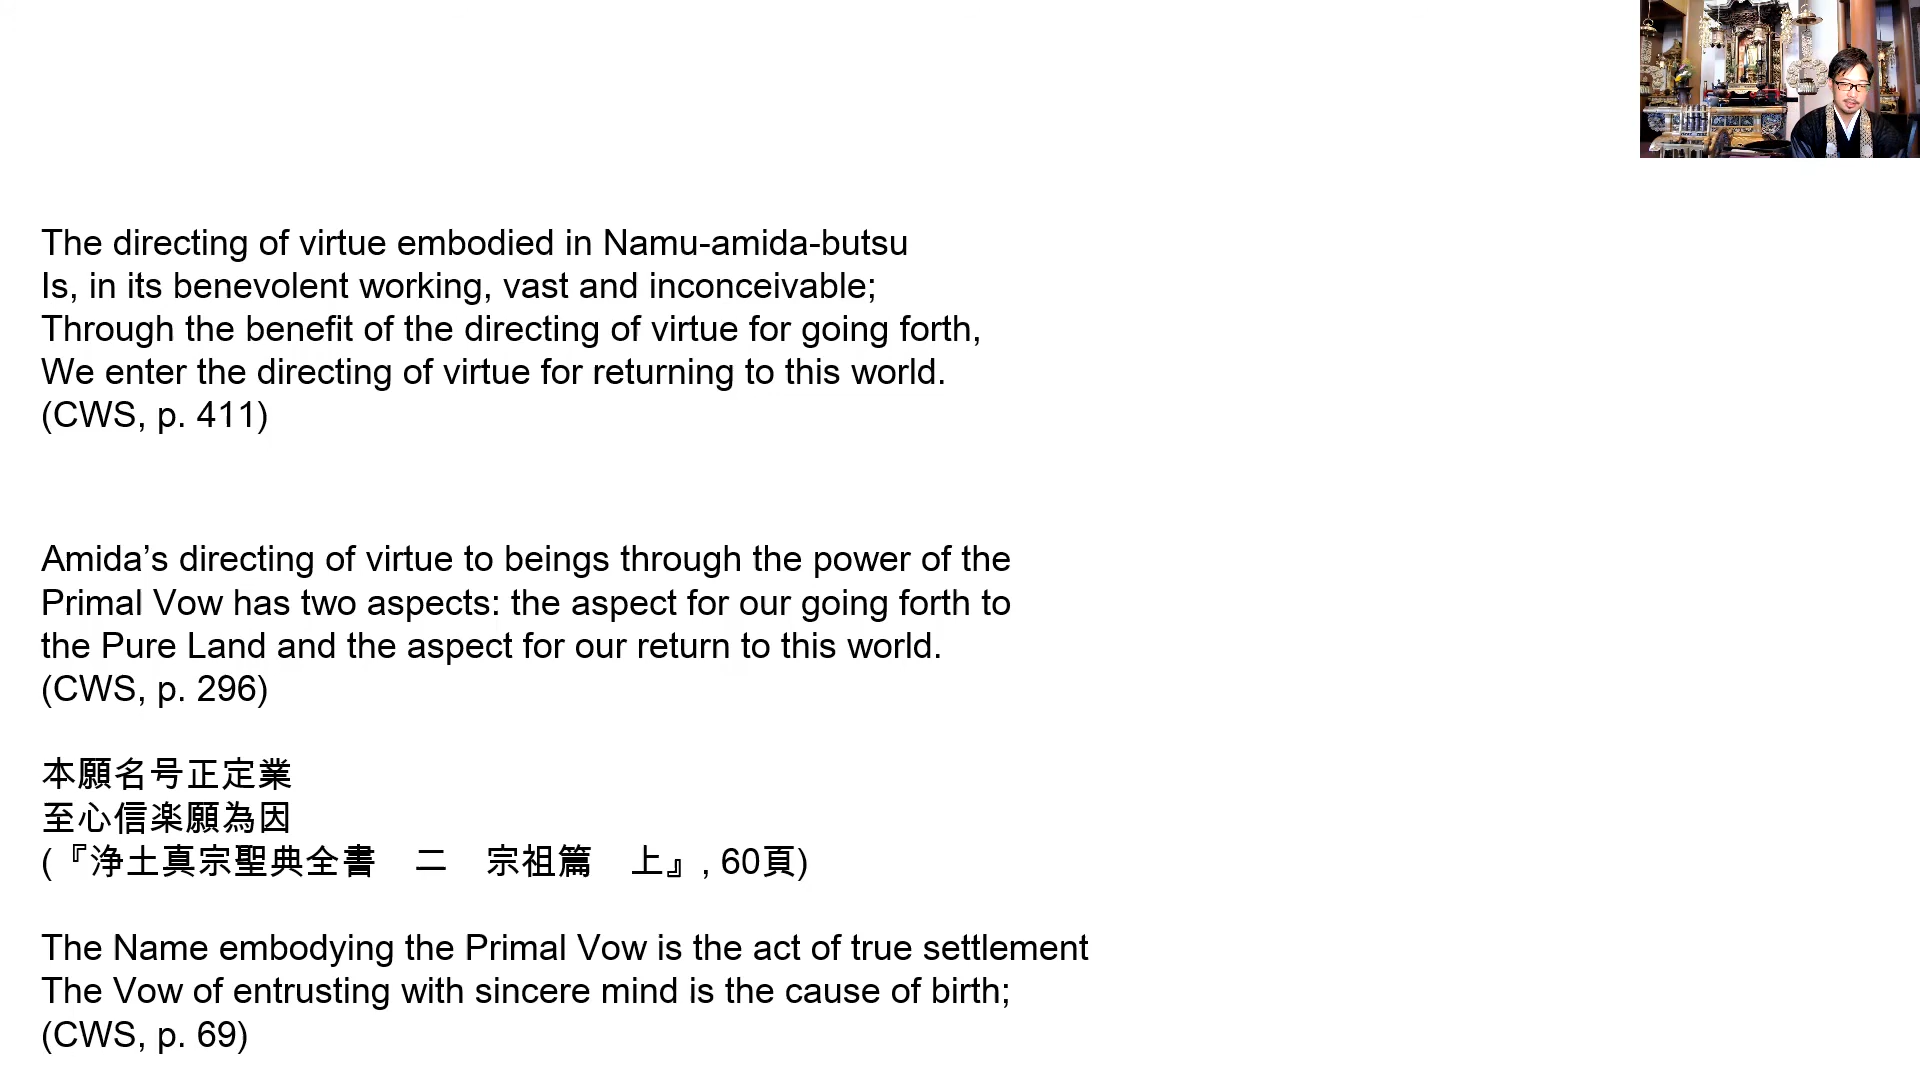 The directing of virtue embodied in Namu-amida-butsu
Is, in its benevolent working, vast and inconceivable;
Through the benefit of the directing of virtue for going forth,
We enter the directing of virtue for returning to this world.
(CWS, p. 411)
Amida’s directing of virtue to beings through the power of the
Primal Vow has two aspects: the aspect for our going forth to
the Pure Land and the aspect for our return to this world.
(CWS, p. 296)
本願名号正定業
至心信楽願為因
(『浄土真宗聖典全書　二　宗祖篇　上』, 60頁)
The Name embodying the Primal Vow is the act of true settlement
The Vow of entrusting with sincere mind is the cause of birth;
(CWS, p. 69)